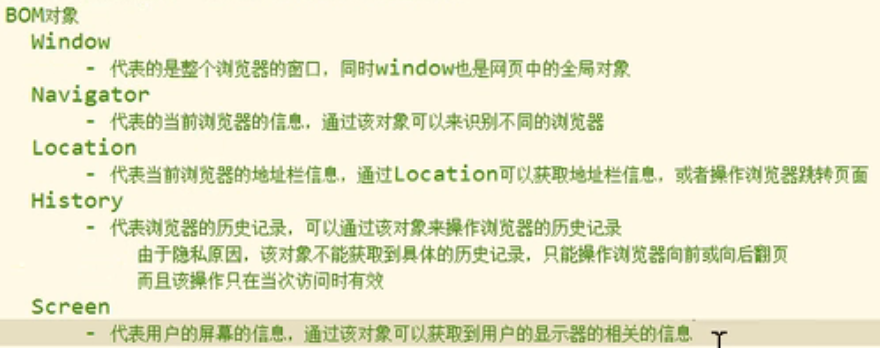 BOM对象
Window
- 代表的是整个浏览器的窗口，同时window也是网页中的全局对象
Navigator
- 代表的当前浏览器的信息，通过该对象可以来识别不同的浏览器
Location
- 代表当前浏览器的地址栏信息，通过Location可以获取地址栏信息，或者操作浏览器跳转页面
History
- 代表浏览器的历史记录，可以通过该对象来操作浏览器的历史记录
由于隐私原因，该对象不能获取到具体的历史记录，只能操作浏览器向前或向后翻页
而且该操作只在当次访问时有效
Screen
- 代表用户的屏幕的信息，通过该对象可以获取到用户的显示器的相关的信息